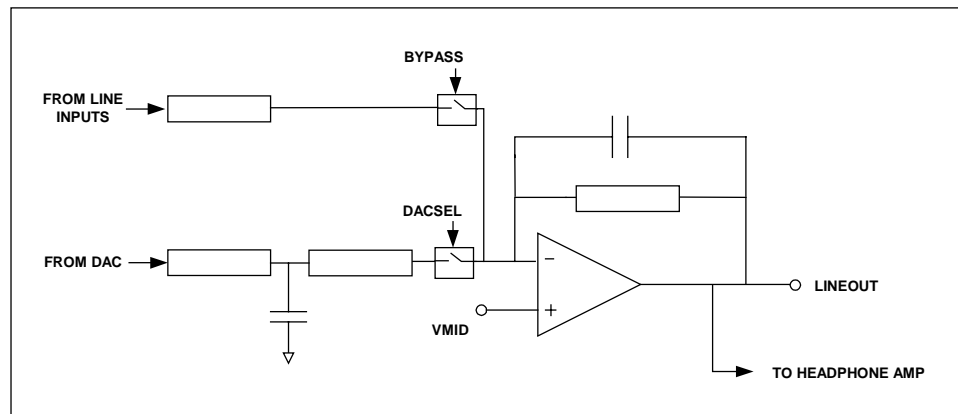 BYPASS
FROM LINE
INPUTS
DACSEL
FROM DAC
−
+
VMID
LINEOUT
TO HEADPHONE AMP